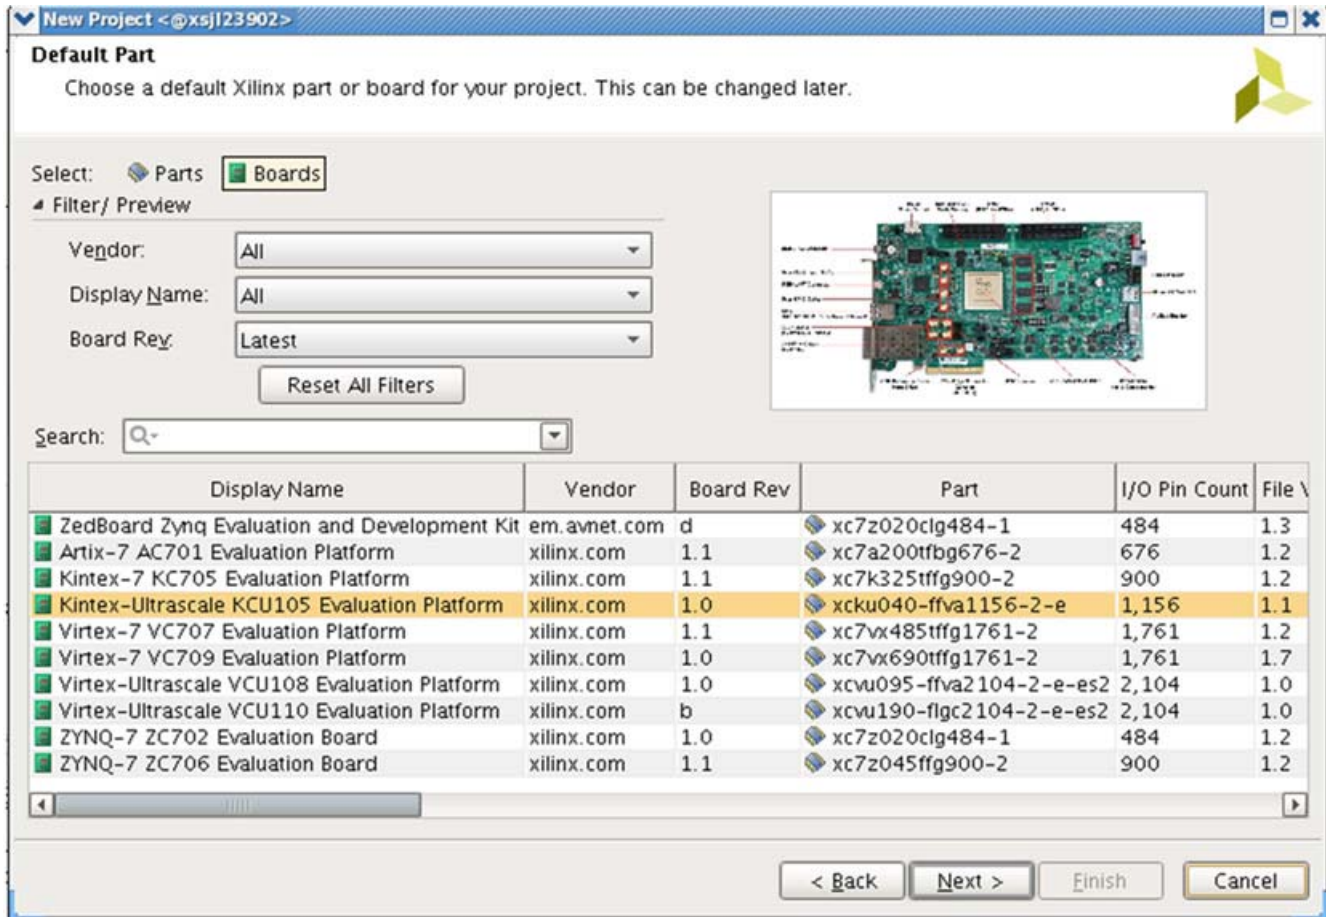 New Project <@xsjl23902>
Default Part
Choose a default Xilinx part or board for your project. This can be changed later.
Select: Parts Boards
Filter/ Preview
Vendor: All
Display Name: All
Board Rev: Latest
Reset All Filters
Search:
Display Name Vendor Board Rev Part I/O Pin Count File V
ZedBoard Zynq Evaluation and Development Kit em.avnet.com d xc7z020clg484-1 484 1.3
Artix-7 AC701 Evaluation Platform xilinx.com 1.1 xc7a200tfbg676-2 676 1.2
Kintex-7 KC705 Evaluation Platform xilinx.com 1.1 xc7k325tffg900-2 900 1.2
Kintex-Ultrascale KCU105 Evaluation Platform xilinx.com 1.0 xcku040-ffva1156-2-e 1,156 1.1
Virtex-7 VC707 Evaluation Platform xilinx.com 1.1 xc7vx485tffg1761-2 1,761 1.2
Virtex-7 VC709 Evaluation Platform xilinx.com 1.0 xc7vx690tffg1761-2 1,761 1.7
Virtex-Ultrascale VCU108 Evaluation Platform xilinx.com 1.0 xcvu095-ffva2104-2-e-es2 2,104 1.0
Virtex-Ultrascale VCU110 Evaluation Platform xilinx.com b xcvu190-flgc2104-2-e-es2 2,104 1.0
ZYNQ-7 ZC702 Evaluation Board xilinx.com 1.0 xc7z020clg484-1 484 1.2
ZYNQ-7 ZC706 Evaluation Board xilinx.com 1.1 xc7z045ffg900-2 900 1.2
< Back Next > Finish Cancel